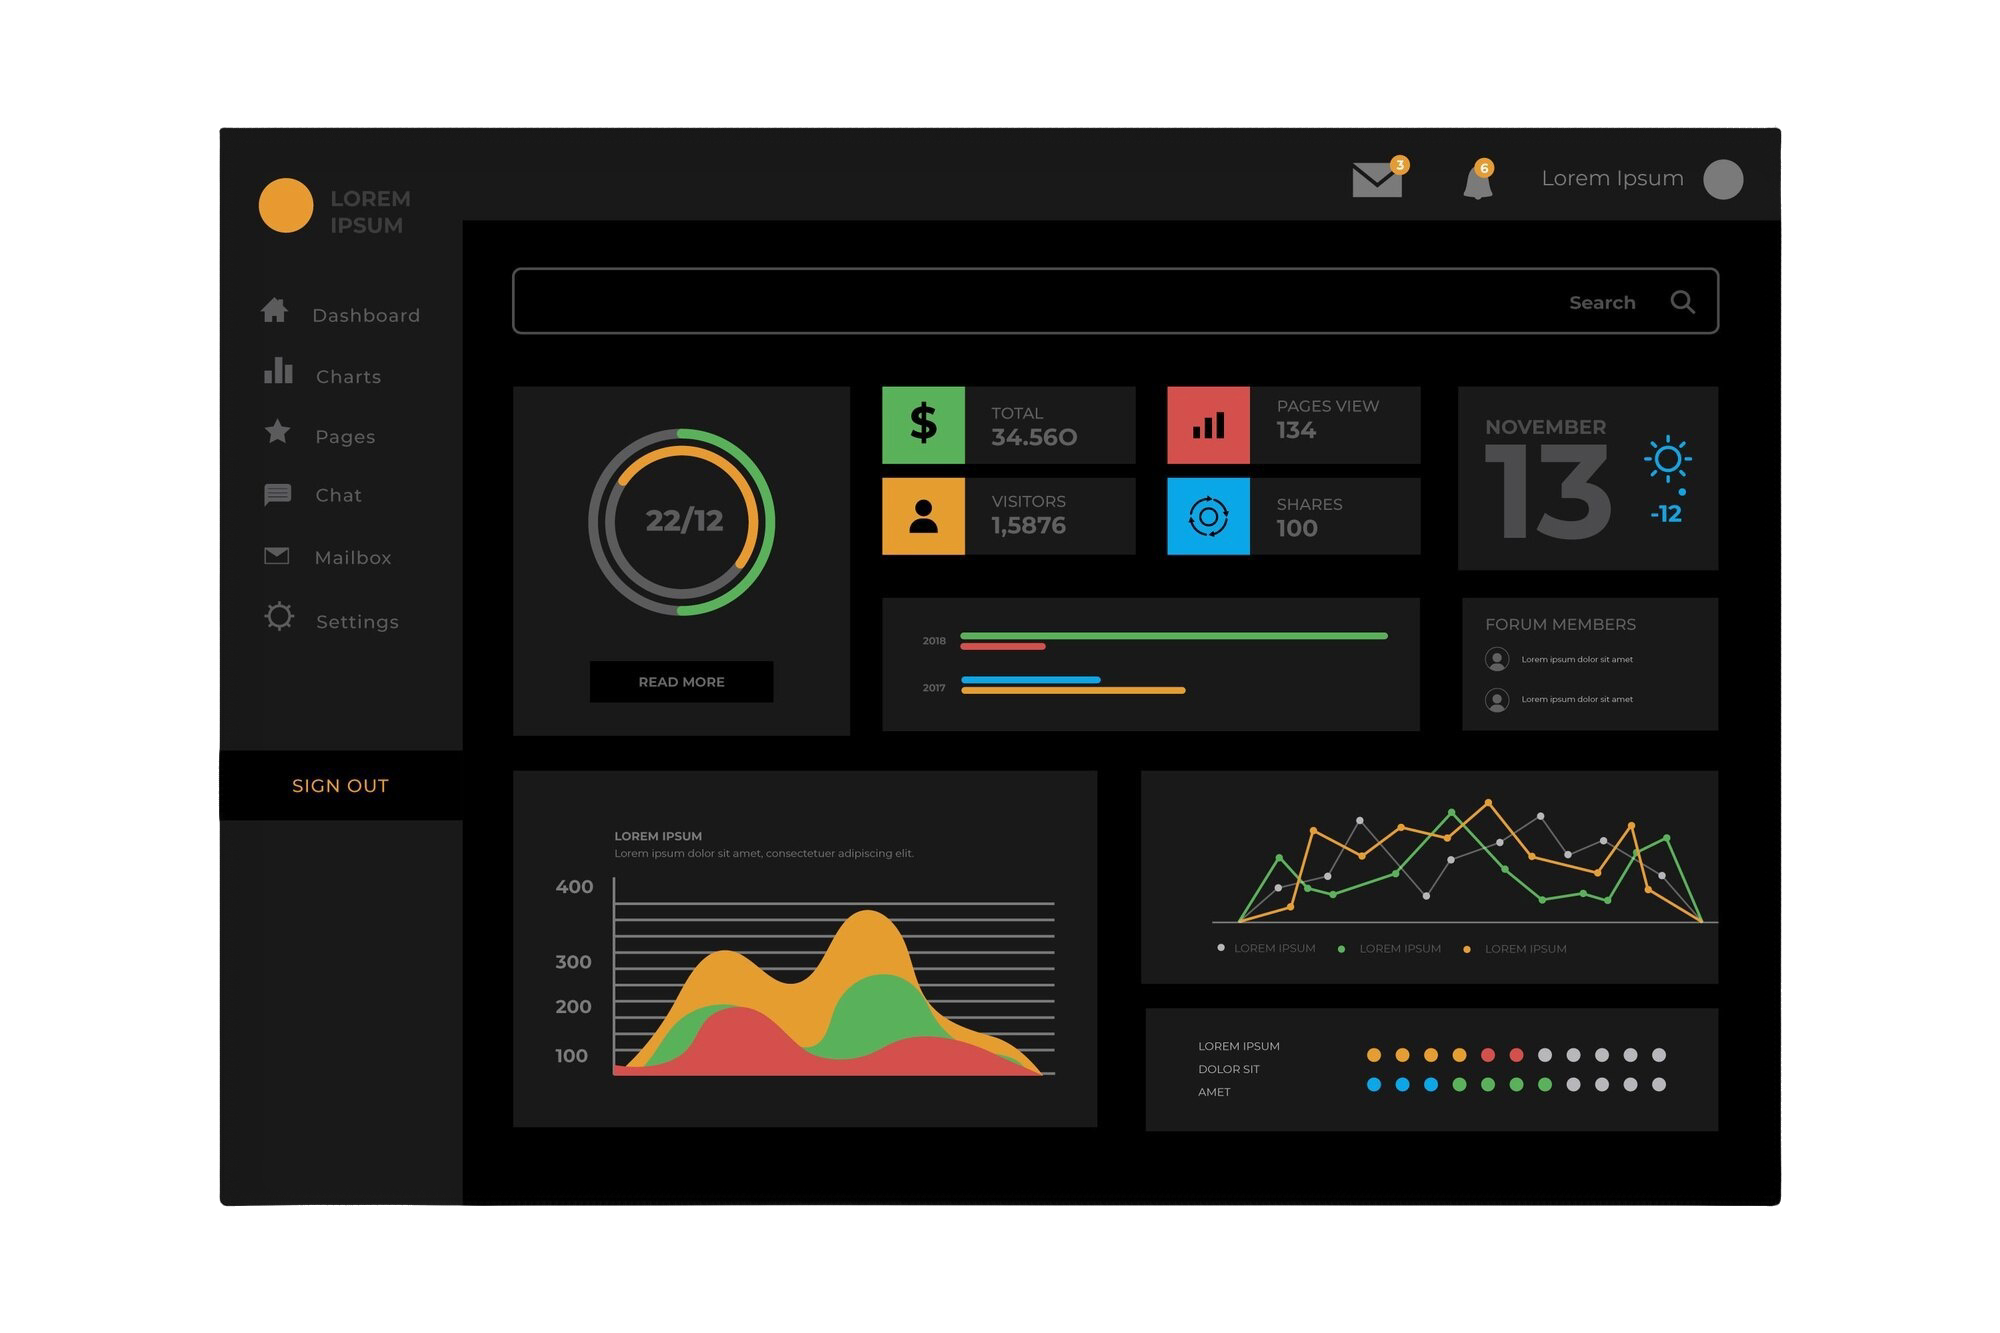 LOREM
IPSUM
3
6
Lorem Ipsum
Dashboard
Charts
Pages
Chat
Mailbox
Settings
SIGN OUT
Search
22/12
READ MORE
TOTAL
34.56O
PAGES VIEW
134
VISITORS
1,5876
SHARES
100
NOVEMBER
13
-12
2018
2017
FORUM MEMBERS
Lorem ipsum dolor sit amet
Lorem ipsum dolor sit amet
LOREM IPSUM
Lorem ipsum dolor sit amet, consectetuer adipiscing elit.
400
300
200
100
LOREM IPSUM LOREM IPSUM LOREM IPSUM
LOREM IPSUM
DOLOR SIT
AMET